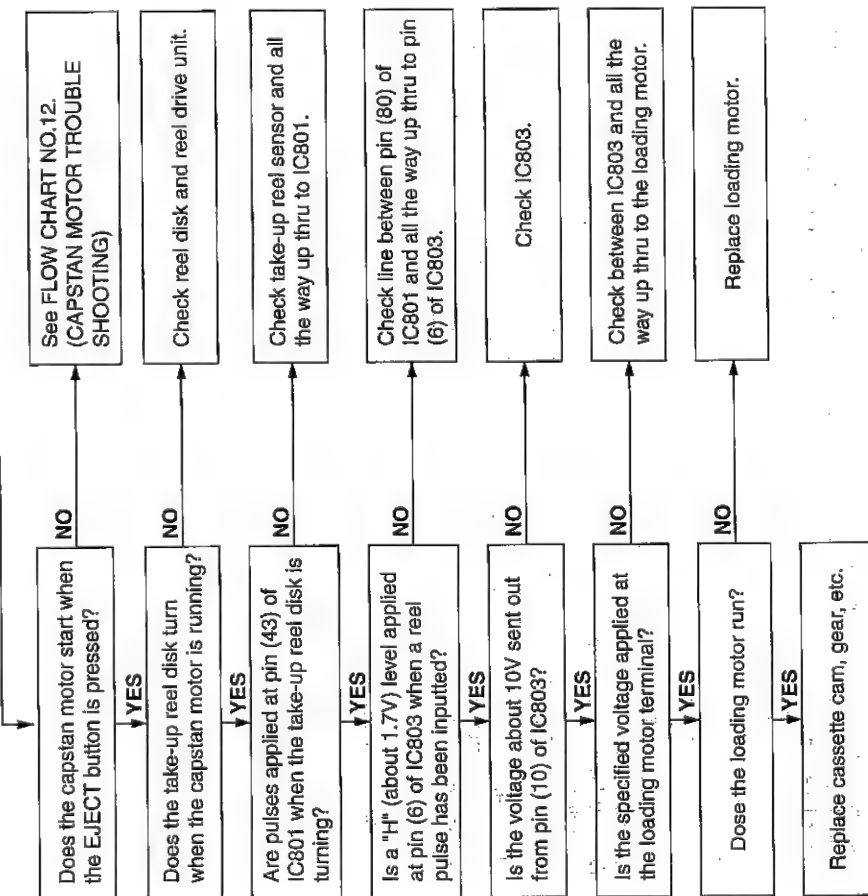 Does the capstan motor start when
the EJECT button is pressed?
NO
See FLOW CHART NO.12.
(CAPSTAN MOTOR TROUBLE
SHOOTING)
YES
Does the take-up reel disk turn
when the capstan motor is running?
NO
Check reel disk and reel drive unit.
YES
Are pulses applied at pin (43) of
IC801 when the take-up reel disk is
turning?
NO
Check take-up reel sensor and all
the way up thru to IC801.
YES
Is a "H" (about 1.7V) level applied
at pin (6) of IC803 when a reel
pulse has been inputted?
NO
Check line between pin (80) of
IC801 and all the way up thru to pin
(6) of IC803.
YES
Is the voltage about 10V sent out
from pin (10) of IC803?
NO
Check IC803.
YES
Is the specified voltage applied at
the loading motor terminal?
NO
Check between IC803 and all the
way up thru to the loading motor.
YES
Dose the loading motor run?
NO
Replace loading motor.
YES
Replace cassette cam, gear, etc.